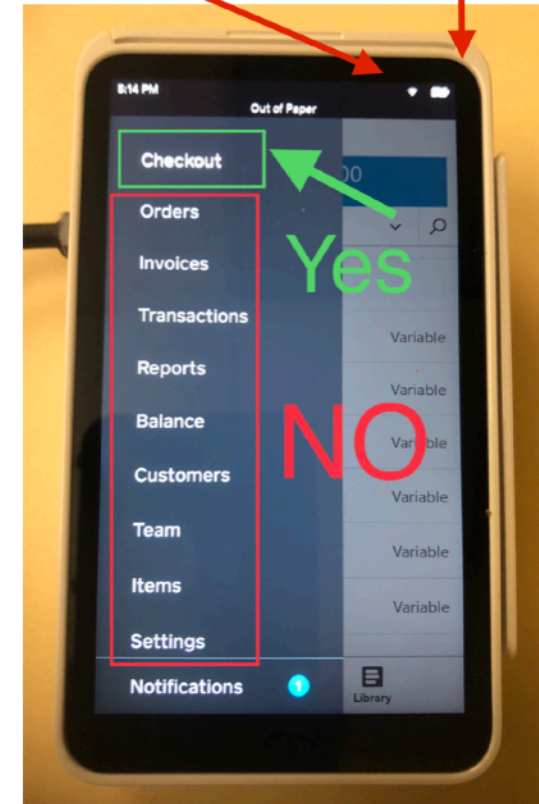 8:14 PM
Out of Paper
Checkout
00
Orders
Yes
Invoices
Transactions
Variable
Reports
Variable
Balance
NO
Variable
Customers
Variable
Team
Variable
Items
Variable
Settings
Notifications 1
Library